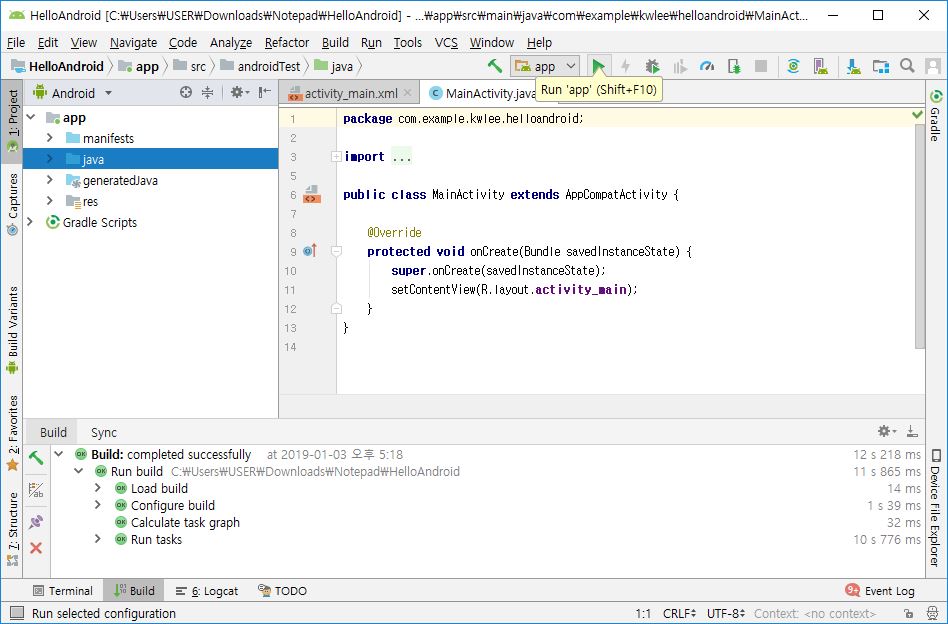 HelloAndroid [C:₩Users₩USER₩Downloads₩Notepad₩HelloAndroid] - ...₩app₩src₩main₩java₩com₩example₩kwlee₩helloandroid₩MainAct...
File Edit View Navigate Code Analyze Refactor Build Run Tools VCS Window Help
HelloAndroid app src androidTest java app
Run 'app' (Shift+F10)
1: Project
Captures
Build Variants
2: Favorites
7: Structure
Android
app
manifests
java
generatedJava
res
Gradle Scripts
activity_main.xml MainActivity.java
1 package com.example.kwlee.helloandroid;
2
3 import ...
5
6 public class MainActivity extends AppCompatActivity {
7
8 @Override
9 protected void onCreate(Bundle savedInstanceState) {
10 super.onCreate(savedInstanceState);
11 setContentView(R.layout.activity_main);
12 }
13 }
14
Gradle
Device File Explorer
Build Sync
Build: completed successfully at 2019-01-03 오후 5:18 12 s 218 ms
Run build C:₩Users₩USER₩Downloads₩Notepad₩HelloAndroid 11 s 865 ms
Load build 14 ms
Configure build 1 s 39 ms
Calculate task graph 32 ms
Run tasks 10 s 776 ms
Terminal Build 6: Logcat TODO 9+ Event Log
Run selected configuration 1:1 CRLF UTF-8 Context: <no context>